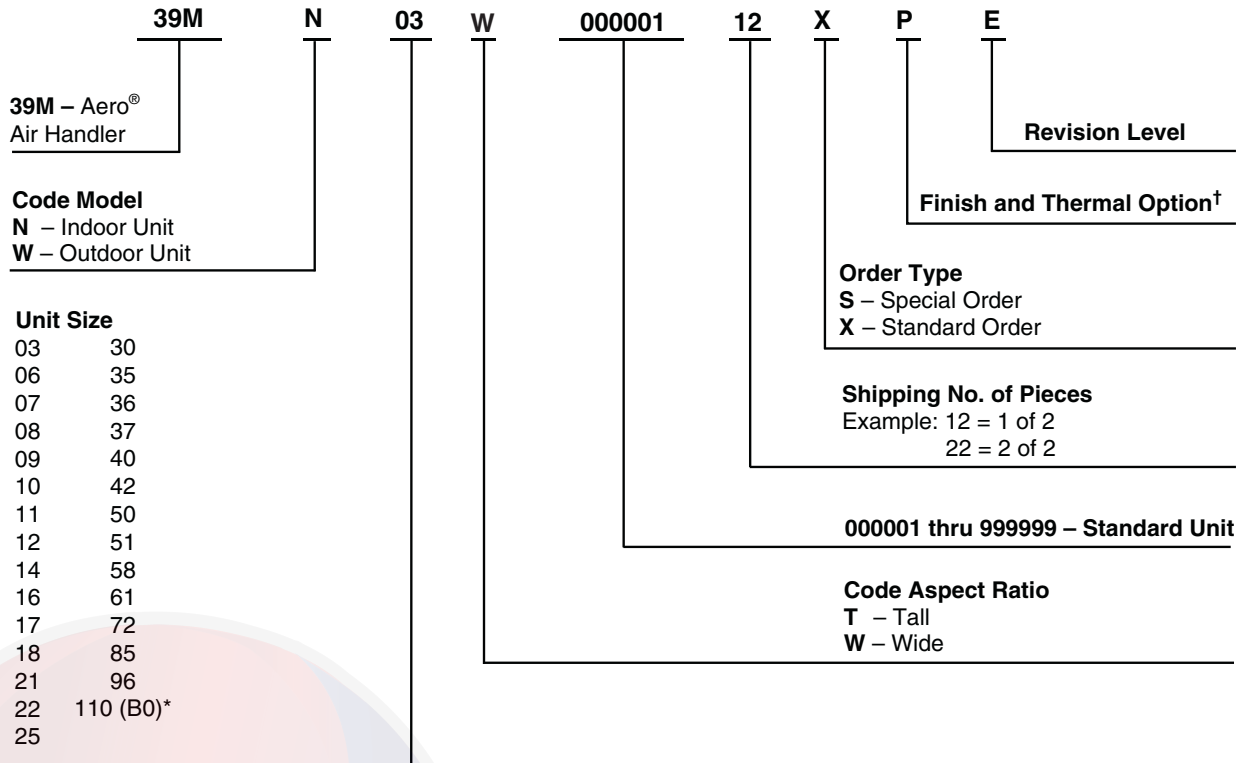 39M N 03 W 000001 12 X P E
39M – Aero®
Air Handler
Revision Level
Code Model
N – Indoor Unit
W – Outdoor Unit
Finish and Thermal Option†
Order Type
S – Special Order
X – Standard Order
Unit Size
03 30
06 35
07 36
08 37
09 40
10 42
11 50
12 51
14 58
16 61
17 72
18 85
21 96
22 110 (B0)*
25
Shipping No. of Pieces
Example: 12 = 1 of 2
22 = 2 of 2
000001 thru 999999 – Standard Unit
Code Aspect Ratio
T – Tall
W – Wide